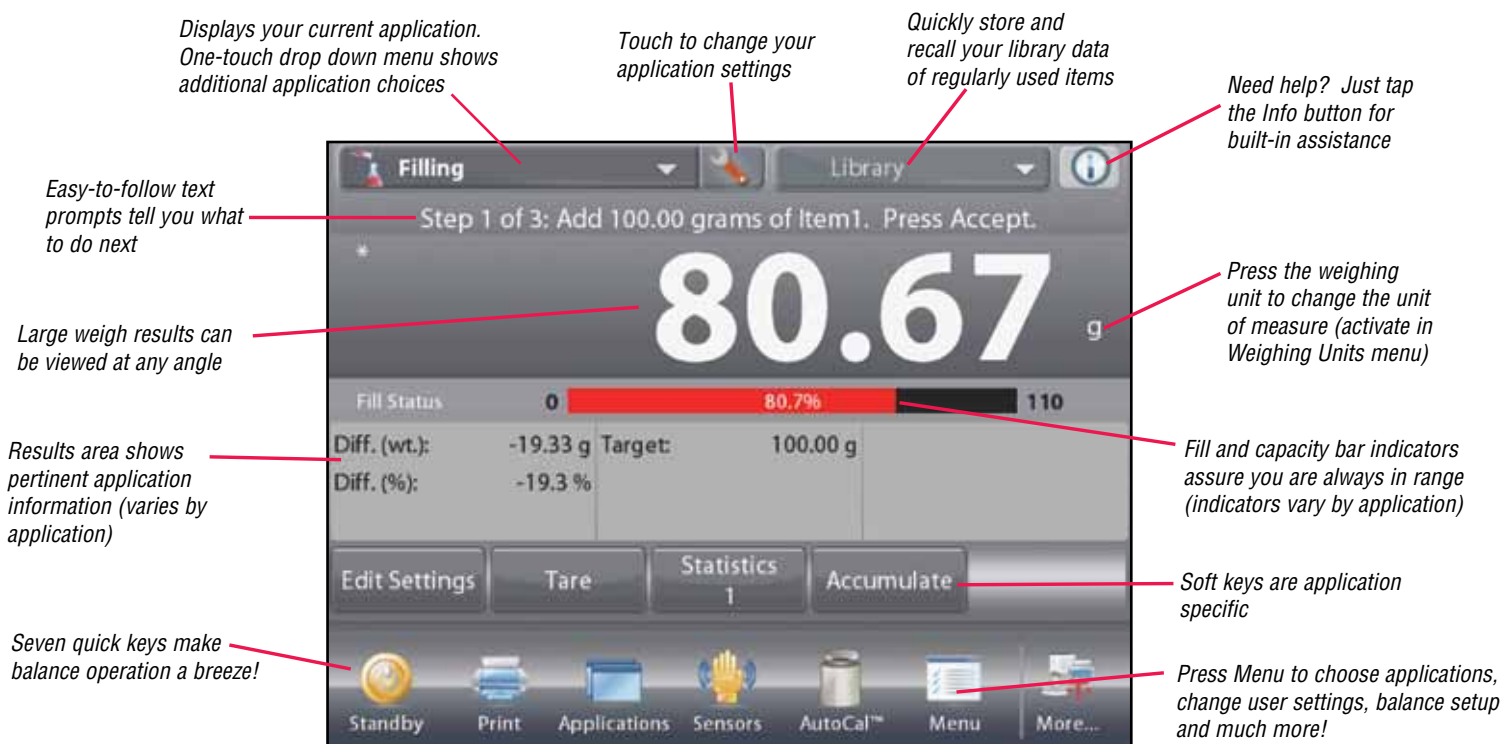 Displays your current application.
One-touch drop down menu shows
additional application choices
Touch to change your
application settings
Quickly store and
recall your library data
of regularly used items
Need help? Just tap
the Info button for
built-in assistance
Easy-to-follow text
prompts tell you what
to do next
Large weigh results can
be viewed at any angle
Results area shows
pertinent application
information (varies by
application)
Seven quick keys make
balance operation a breeze!
Filling
Library
Step 1 of 3: Add 100.00 grams of Item1. Press Accept.
*
80.67 g
Fill Status 0 80.7% 110
Diff. (wt.): -19.33 g Target: 100.00 g
Diff. (%): -19.3 %
Edit Settings
Tare
Statistics
1
Accumulate
Standby Print Applications Sensors AutoCal™ Menu More...
Press the weighing
unit to change the unit
of measure (activate in
Weighing Units menu)
Fill and capacity bar indicators
assure you are always in range
(indicators vary by application)
Soft keys are application
specific
Press Menu to choose applications,
change user settings, balance setup
and much more!